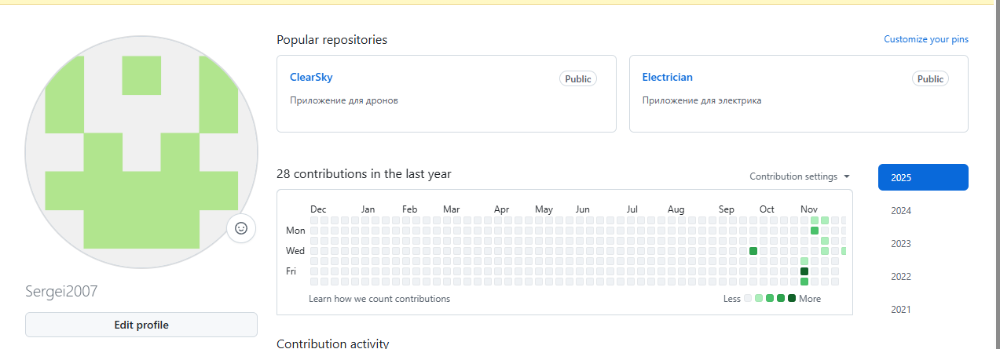 Popular repositories
Customize your pins
ClearSky
Public
Приложение для дронов
Electrician
Public
Приложение для электрика
28 contributions in the last year
Contribution settings
2025
2024
2023
2022
2021
Dec Jan Feb Mar Apr May Jun Jul Aug Sep Oct Nov
Mon
Wed
Fri
Learn how we count contributions
Less More
Sergei2007
Edit profile
Contribution activity